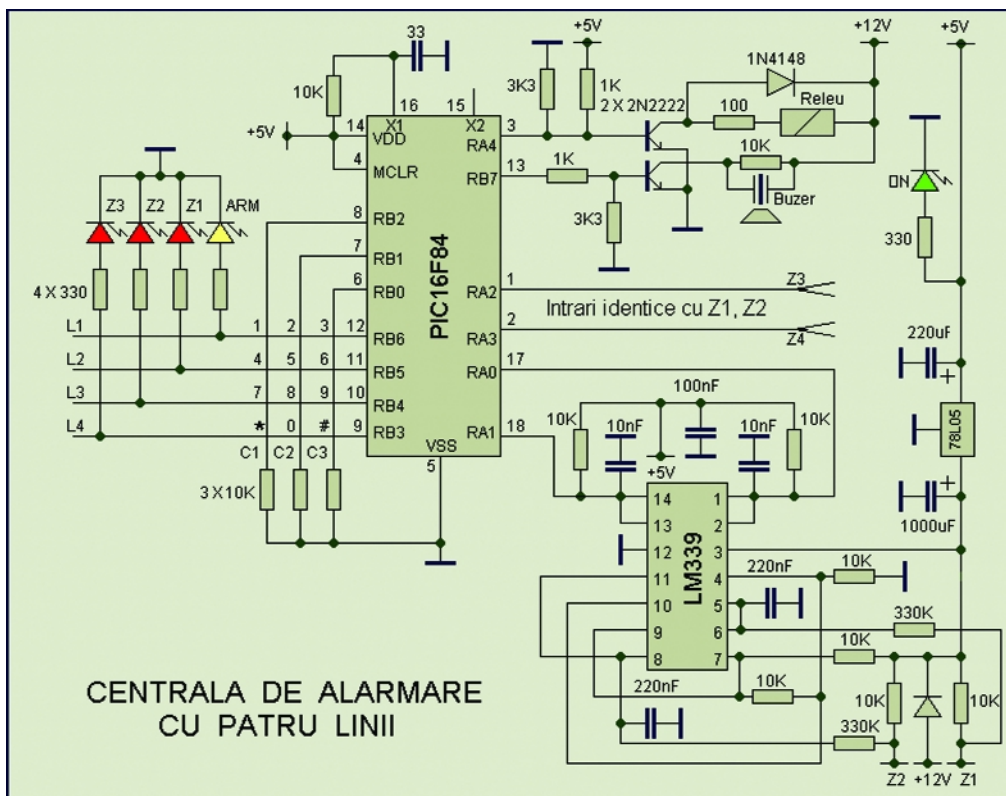 33
+5V
+12V
+5V
1N4148
10K
3K3
1K
2 X 2N2222
100
Releu
16
15
X1
X2
+5V
14
VDD
3
RA4
10K
4
MCLR
13
RB7
1K
Buzer
ON
Z3
Z2
Z1
ARM
8
RB2
3K3
330
7
RB1
4 X 330
6
RB0
1
RA2
Z3
PIC16F84
Intrari identice cu Z1, Z2
L1
1
2
3
12
RB6
2
RA3
Z4
220uF
+
L2
4
5
6
11
RB5
17
RA0
L3
7
8
9
10
RB4
100nF
L4
*
0
#
9
RB3
18
RA1
10K
10nF
10nF
10K
78L05
VSS
C1
C2
C3
5
+5V
3 X 10K
14
1
+
1000uF
13
2
12
3
LM339
220nF
10K
11
4
10
5
9
6
330K
8
7
10K
220nF
10K
10K
10K
330K
CENTRALA DE ALARMARE
CU PATRU LINII
Z2
+12V
Z1